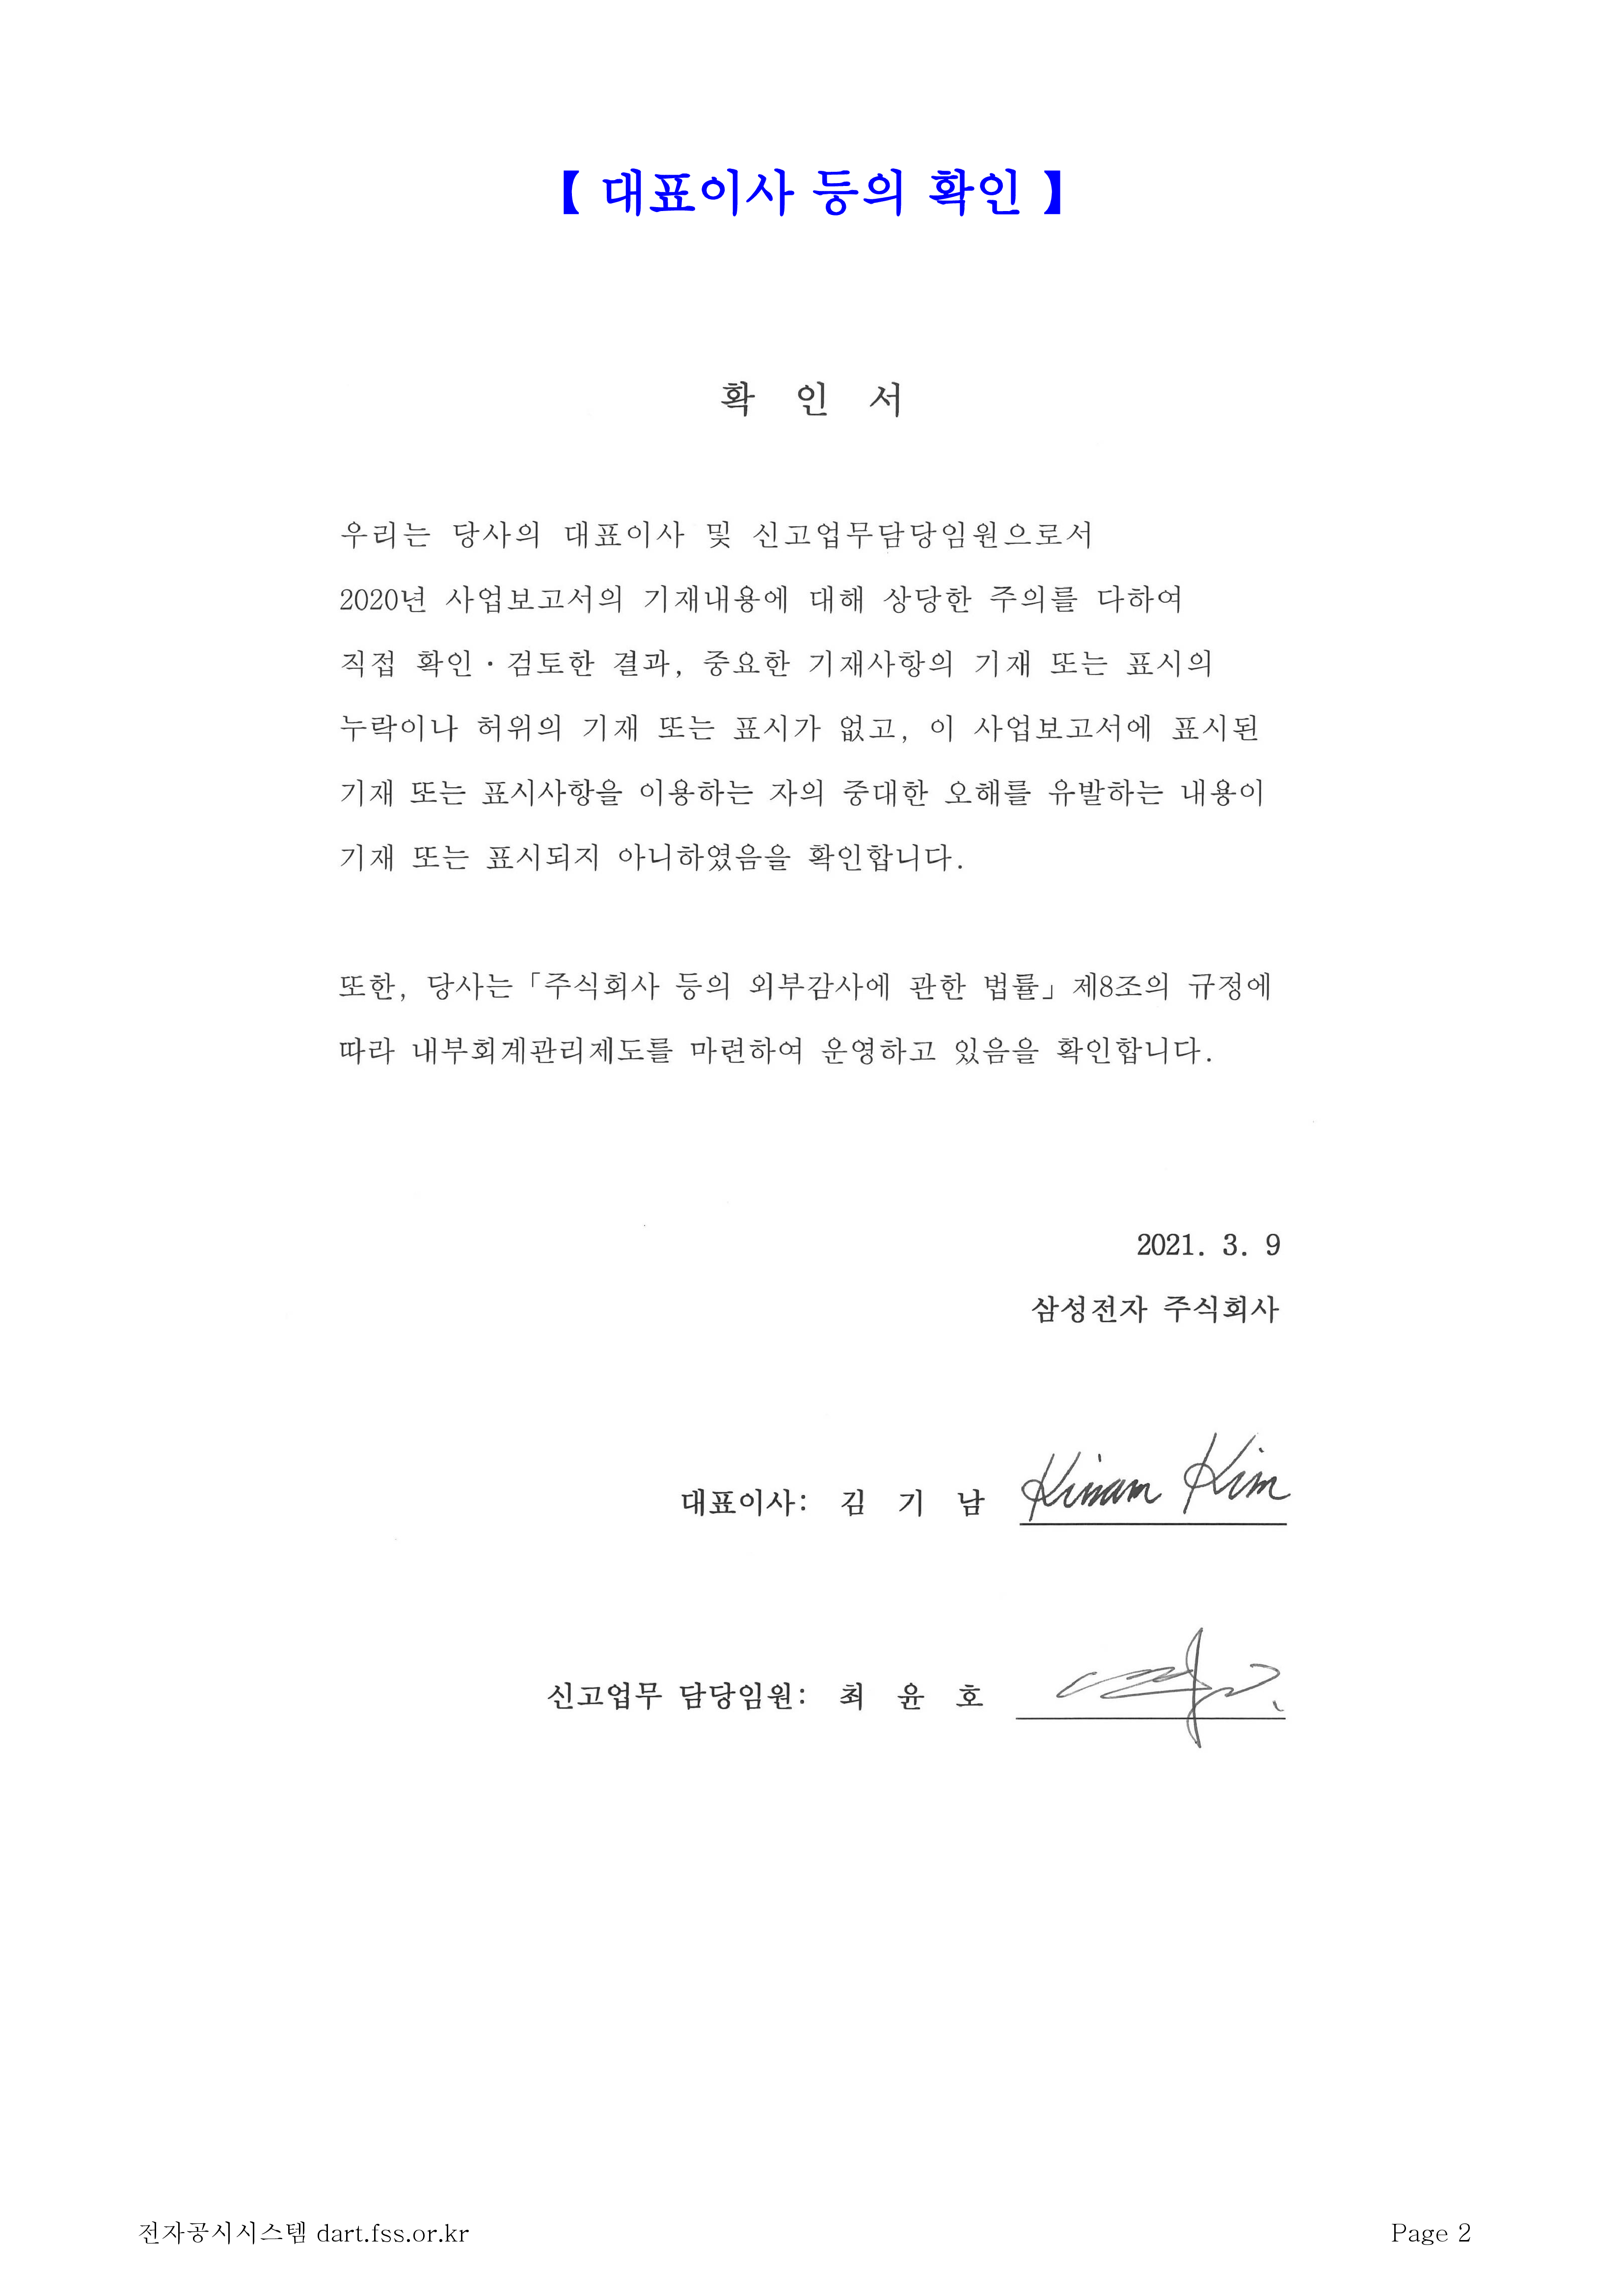 【 대표이사 등의 확인 】
확 인 서
우리는 당사의 대표이사 및 신고업무담당임원으로서
2020년 사업보고서의 기재내용에 대해 상당한 주의를 다하여
직접 확인·검토한 결과, 중요한 기재사항의 기재 또는 표시의
누락이나 허위의 기재 또는 표시가 없고, 이 사업보고서에 표시된
기재 또는 표시사항을 이용하는 자의 중대한 오해를 유발하는 내용이
기재 또는 표시되지 아니하였음을 확인합니다.
또한, 당사는「주식회사 등의 외부감사에 관한 법률」제8조의 규정에
따라 내부회계관리제도를 마련하여 운영하고 있음을 확인합니다.
2021. 3. 9
삼성전자 주식회사
대표이사: 김 기 남 Kinam Kim
신고업무 담당임원: 최 윤 호
전자공시시스템 dart.fss.or.kr Page 2